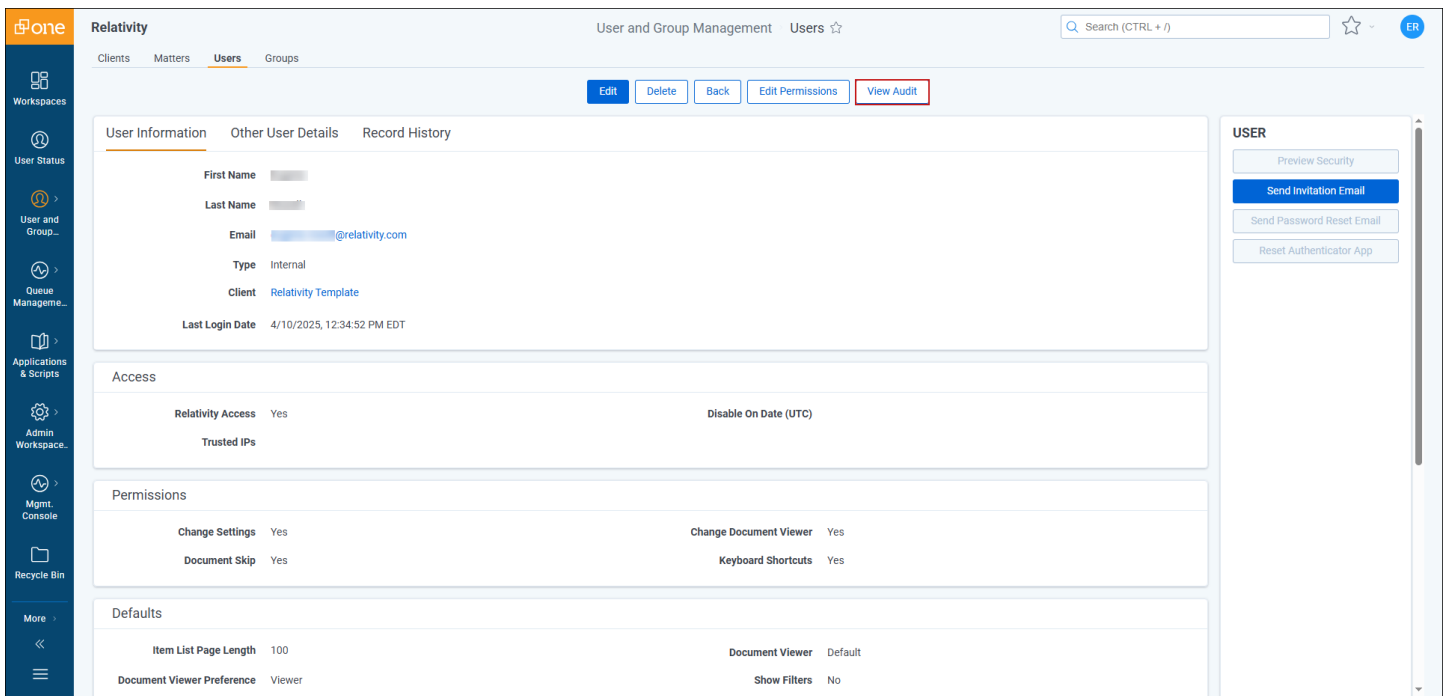 one
Relativity
User and Group Management Users
Search (CTRL + /)
ER
Clients Matters Users Groups
Edit Delete Back Edit Permissions View Audit
Workspaces
User Status
User and
Group...
Queue
Manageme...
Applications
& Scripts
Admin
Workspace...
Mgmt.
Console
Recycle Bin
More
User Information Other User Details Record History
First Name
Last Name
Email @relativity.com
Type Internal
Client Relativity Template
Last Login Date 4/10/2025, 12:34:52 PM EDT
Access
Relativity Access Yes Disable On Date (UTC)
Trusted IPs
Permissions
Change Settings Yes Change Document Viewer Yes
Document Skip Yes Keyboard Shortcuts Yes
Defaults
Item List Page Length 100 Document Viewer Default
Document Viewer Preference Viewer Show Filters No
USER
Preview Security
Send Invitation Email
Send Password Reset Email
Reset Authenticator App